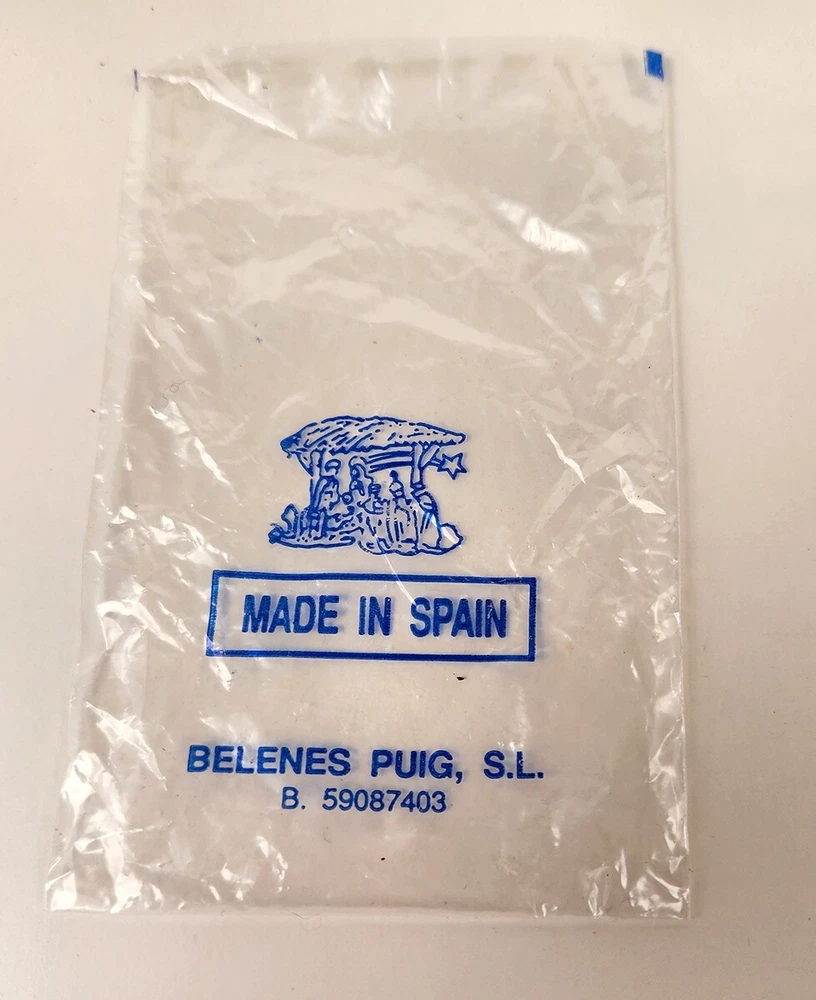 MADE IN SPAIN
BELENES PUIG, S.L.
B. 59087403